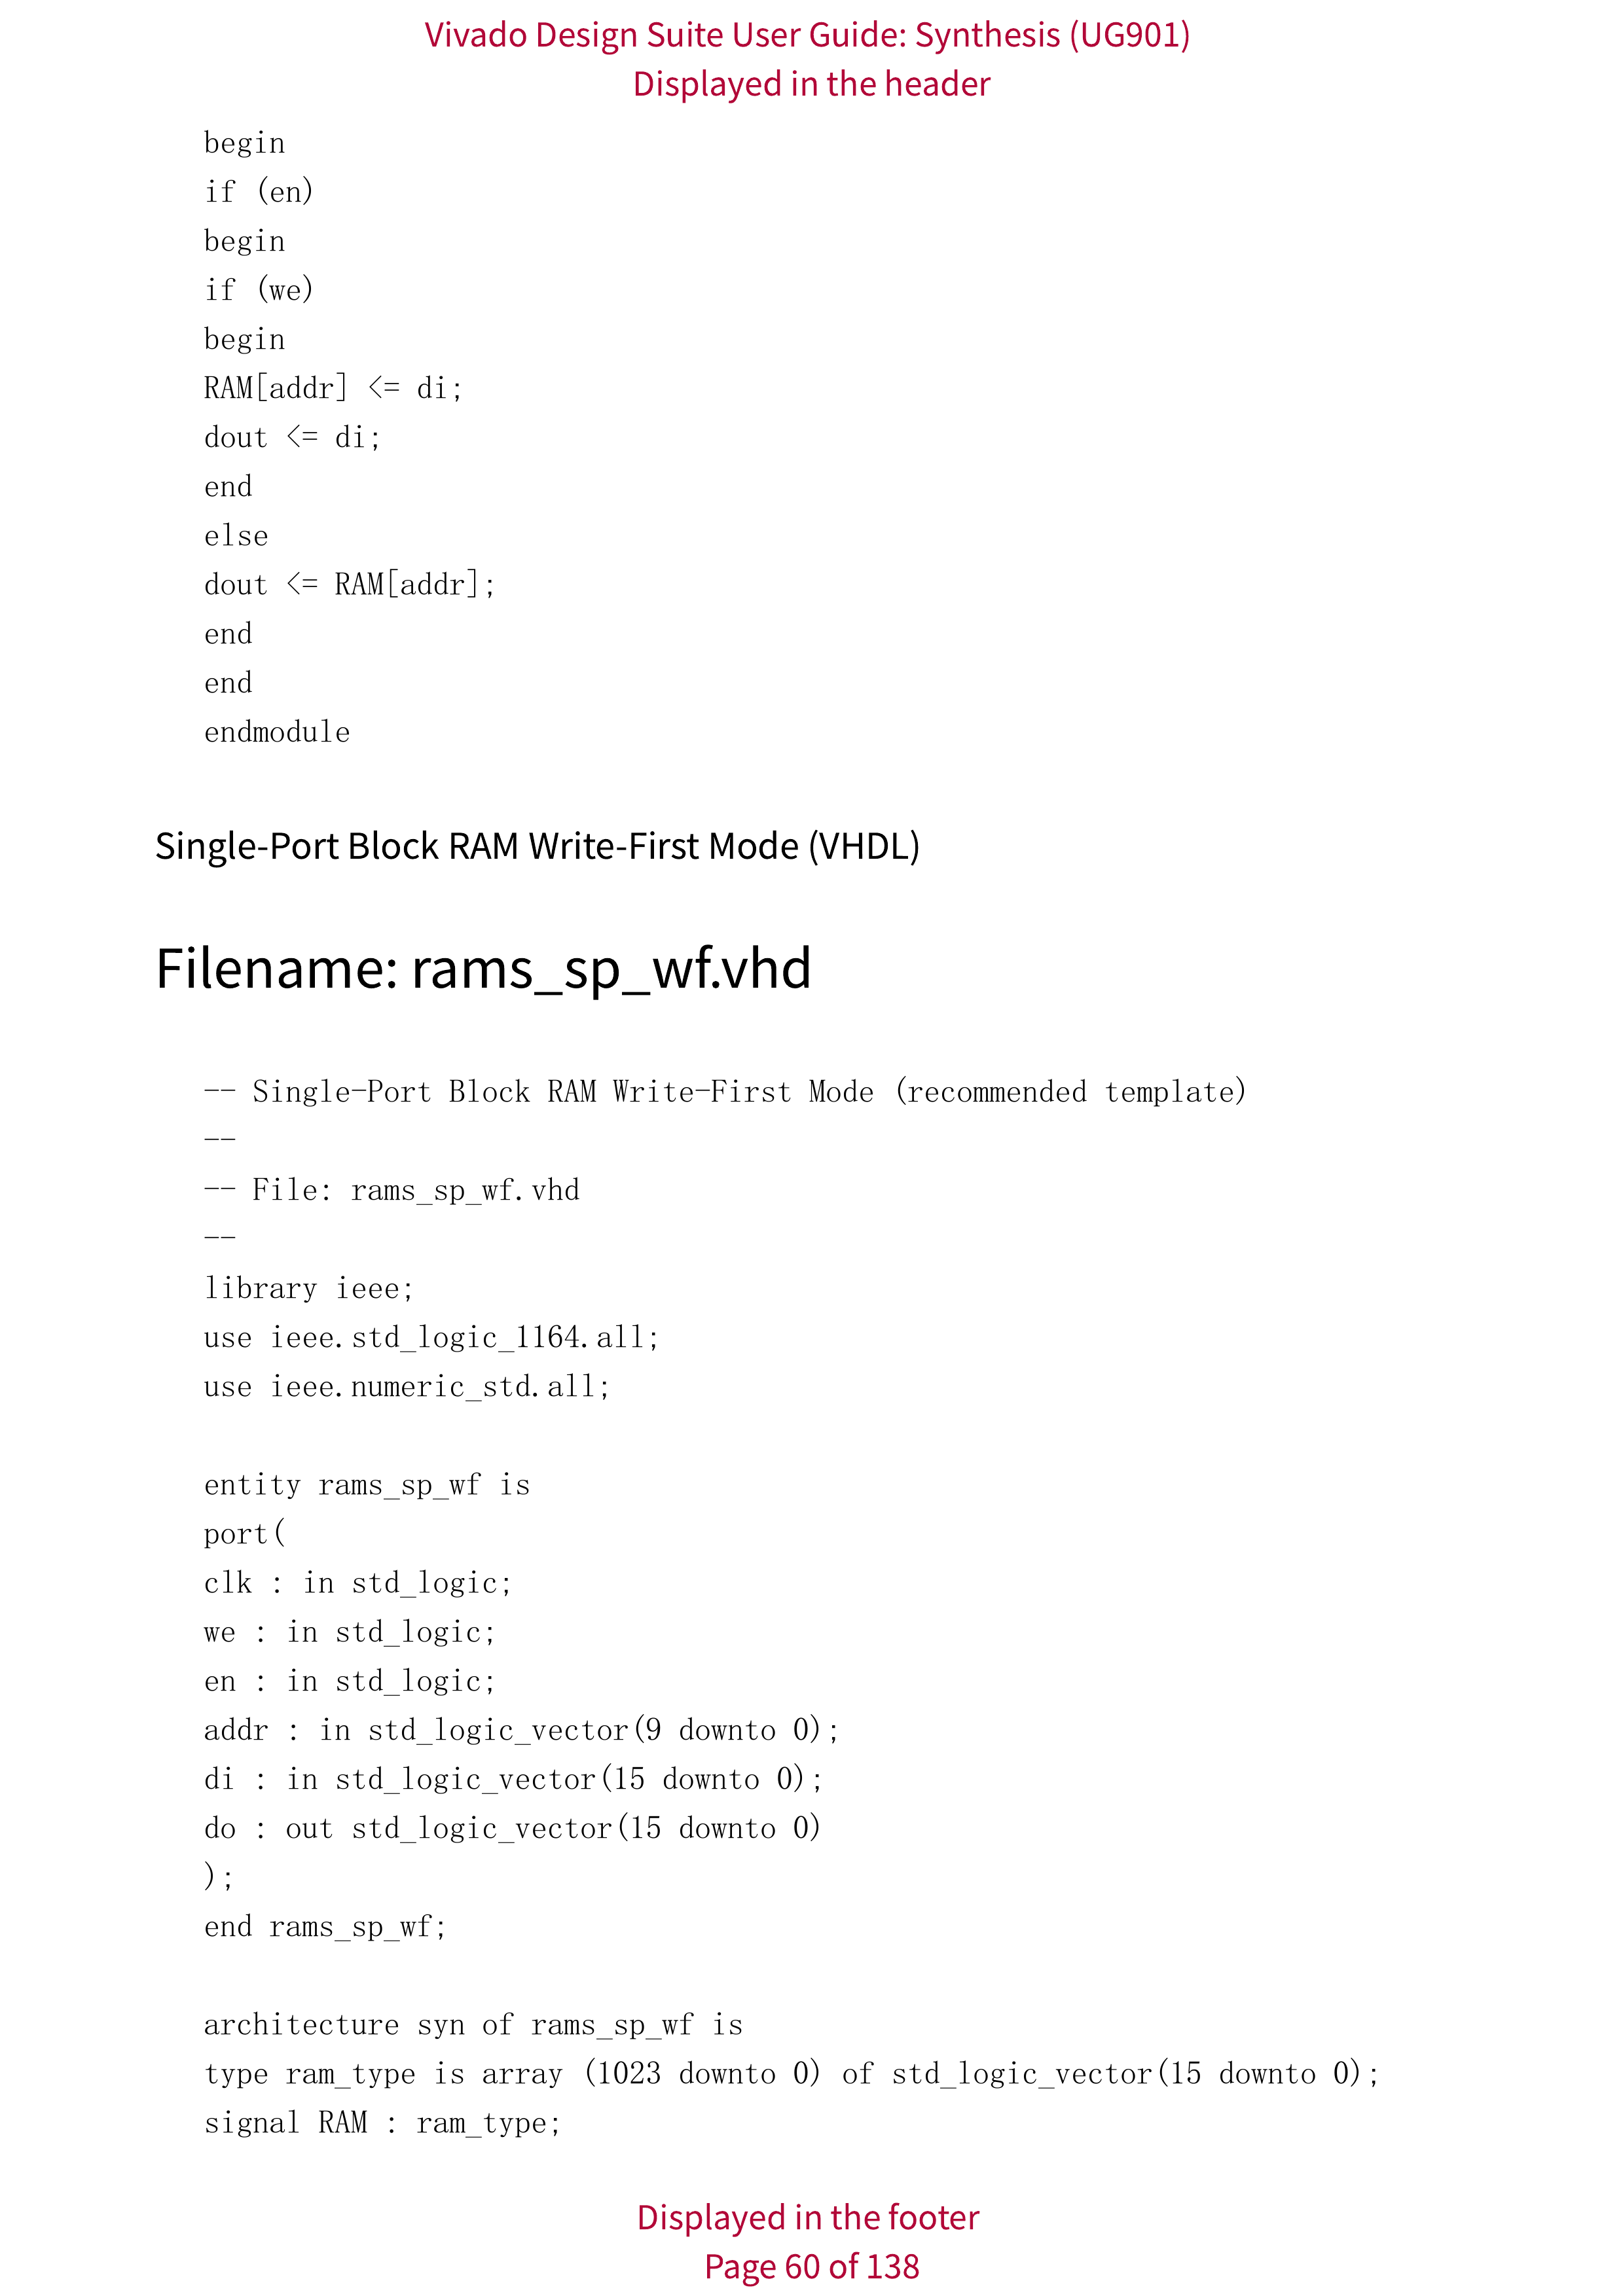 Vivado Design Suite User Guide: Synthesis (UG901)
Displayed in the header
begin
if (en)
begin
if (we)
begin
RAM[addr] <= di;
dout <= di;
end
else
dout <= RAM[addr];
end
end
endmodule
Single-Port Block RAM Write-First Mode (VHDL)
Filename: rams_sp_wf.vhd
-- Single-Port Block RAM Write-First Mode (recommended template)
--
-- File: rams_sp_wf.vhd
--
library ieee;
use ieee.std_logic_1164.all;
use ieee.numeric_std.all;
entity rams_sp_wf is
port(
clk : in std_logic;
we : in std_logic;
en : in std_logic;
addr : in std_logic_vector(9 downto 0);
di : in std_logic_vector(15 downto 0);
do : out std_logic_vector(15 downto 0)
);
end rams_sp_wf;
architecture syn of rams_sp_wf is
type ram_type is array (1023 downto 0) of std_logic_vector(15 downto 0);
signal RAM : ram_type;
Displayed in the footer
Page 60 of 138